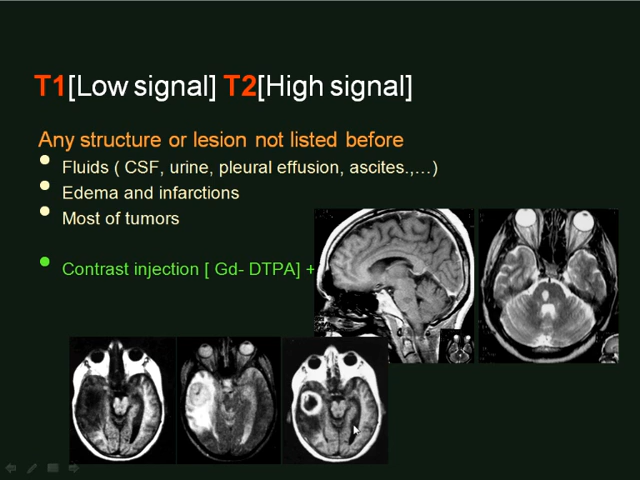 T1[Low signal] T2[High signal]
Any structure or lesion not listed before
• Fluids ( CSF, urine, pleural effusion, ascites.,…)
• Edema and infarctions
• Most of tumors
• Contrast injection [ Gd- DTPA] +